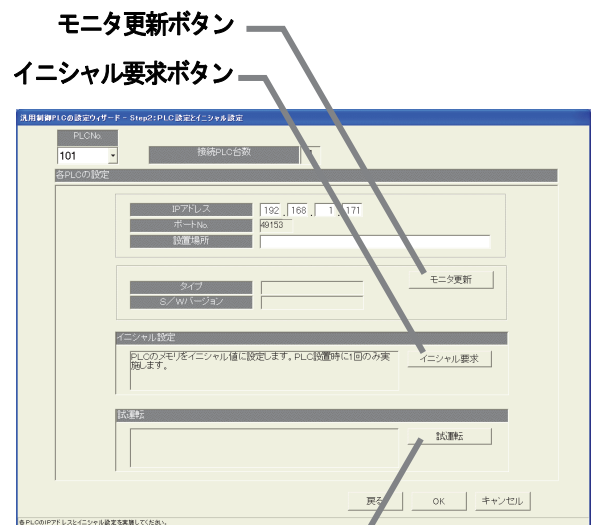 モニタ更新ボタン
イニシャル要求ボタン
汎用制御PLCの設定ウィザード - Step2:PLC設定とイニシャル設定
PLCNo.
101
接続PLC台数
各PLCの設定
IPアドレス
192 . 168 . 1 . 171
ポートNo.
49153
設置場所
タイプ
モニタ更新
S/Wバージョン
イニシャル設定
PLCのメモリをイニシャル値に設定します。PLC設置時に1回のみ実
施します。
イニシャル要求
試運転
試運転
戻る
OK
キャンセル
各PLCのIPアドレスとイニシャル設定を実施してください。